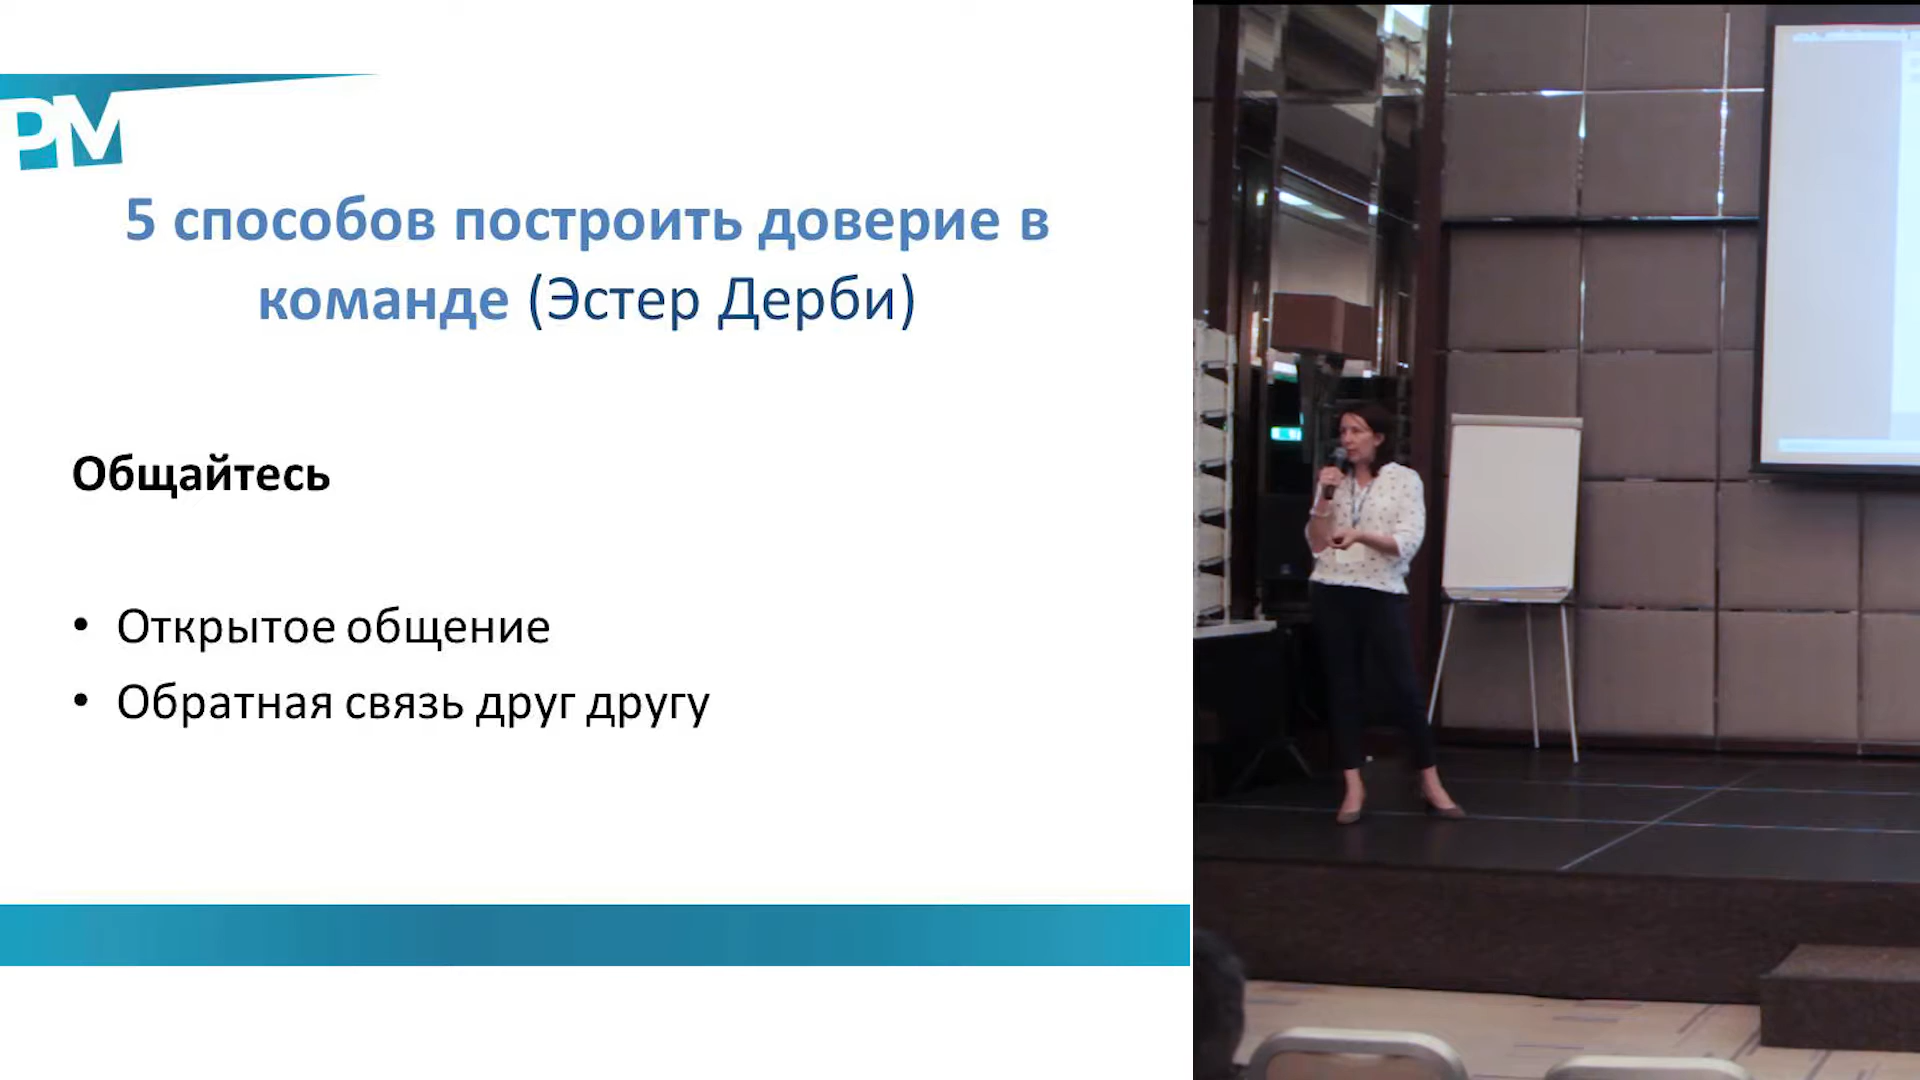 PM
5 способов построить доверие в
команде (Эстер Дерби)
Общайтесь
• Открытое общение
• Обратная связь друг другу